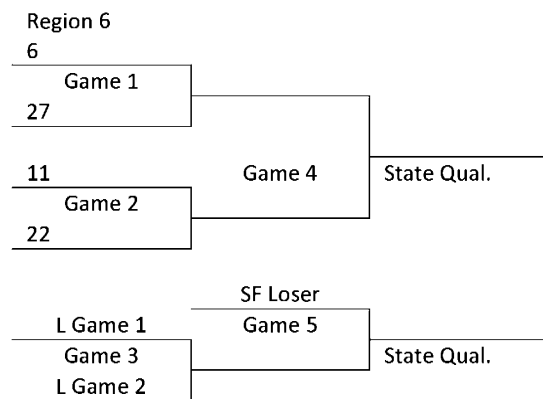 Region 6
6
Game 1
27
11
Game 4
State Qual.
Game 2
22
SF Loser
L Game 1
Game 5
Game 3
State Qual.
L Game 2